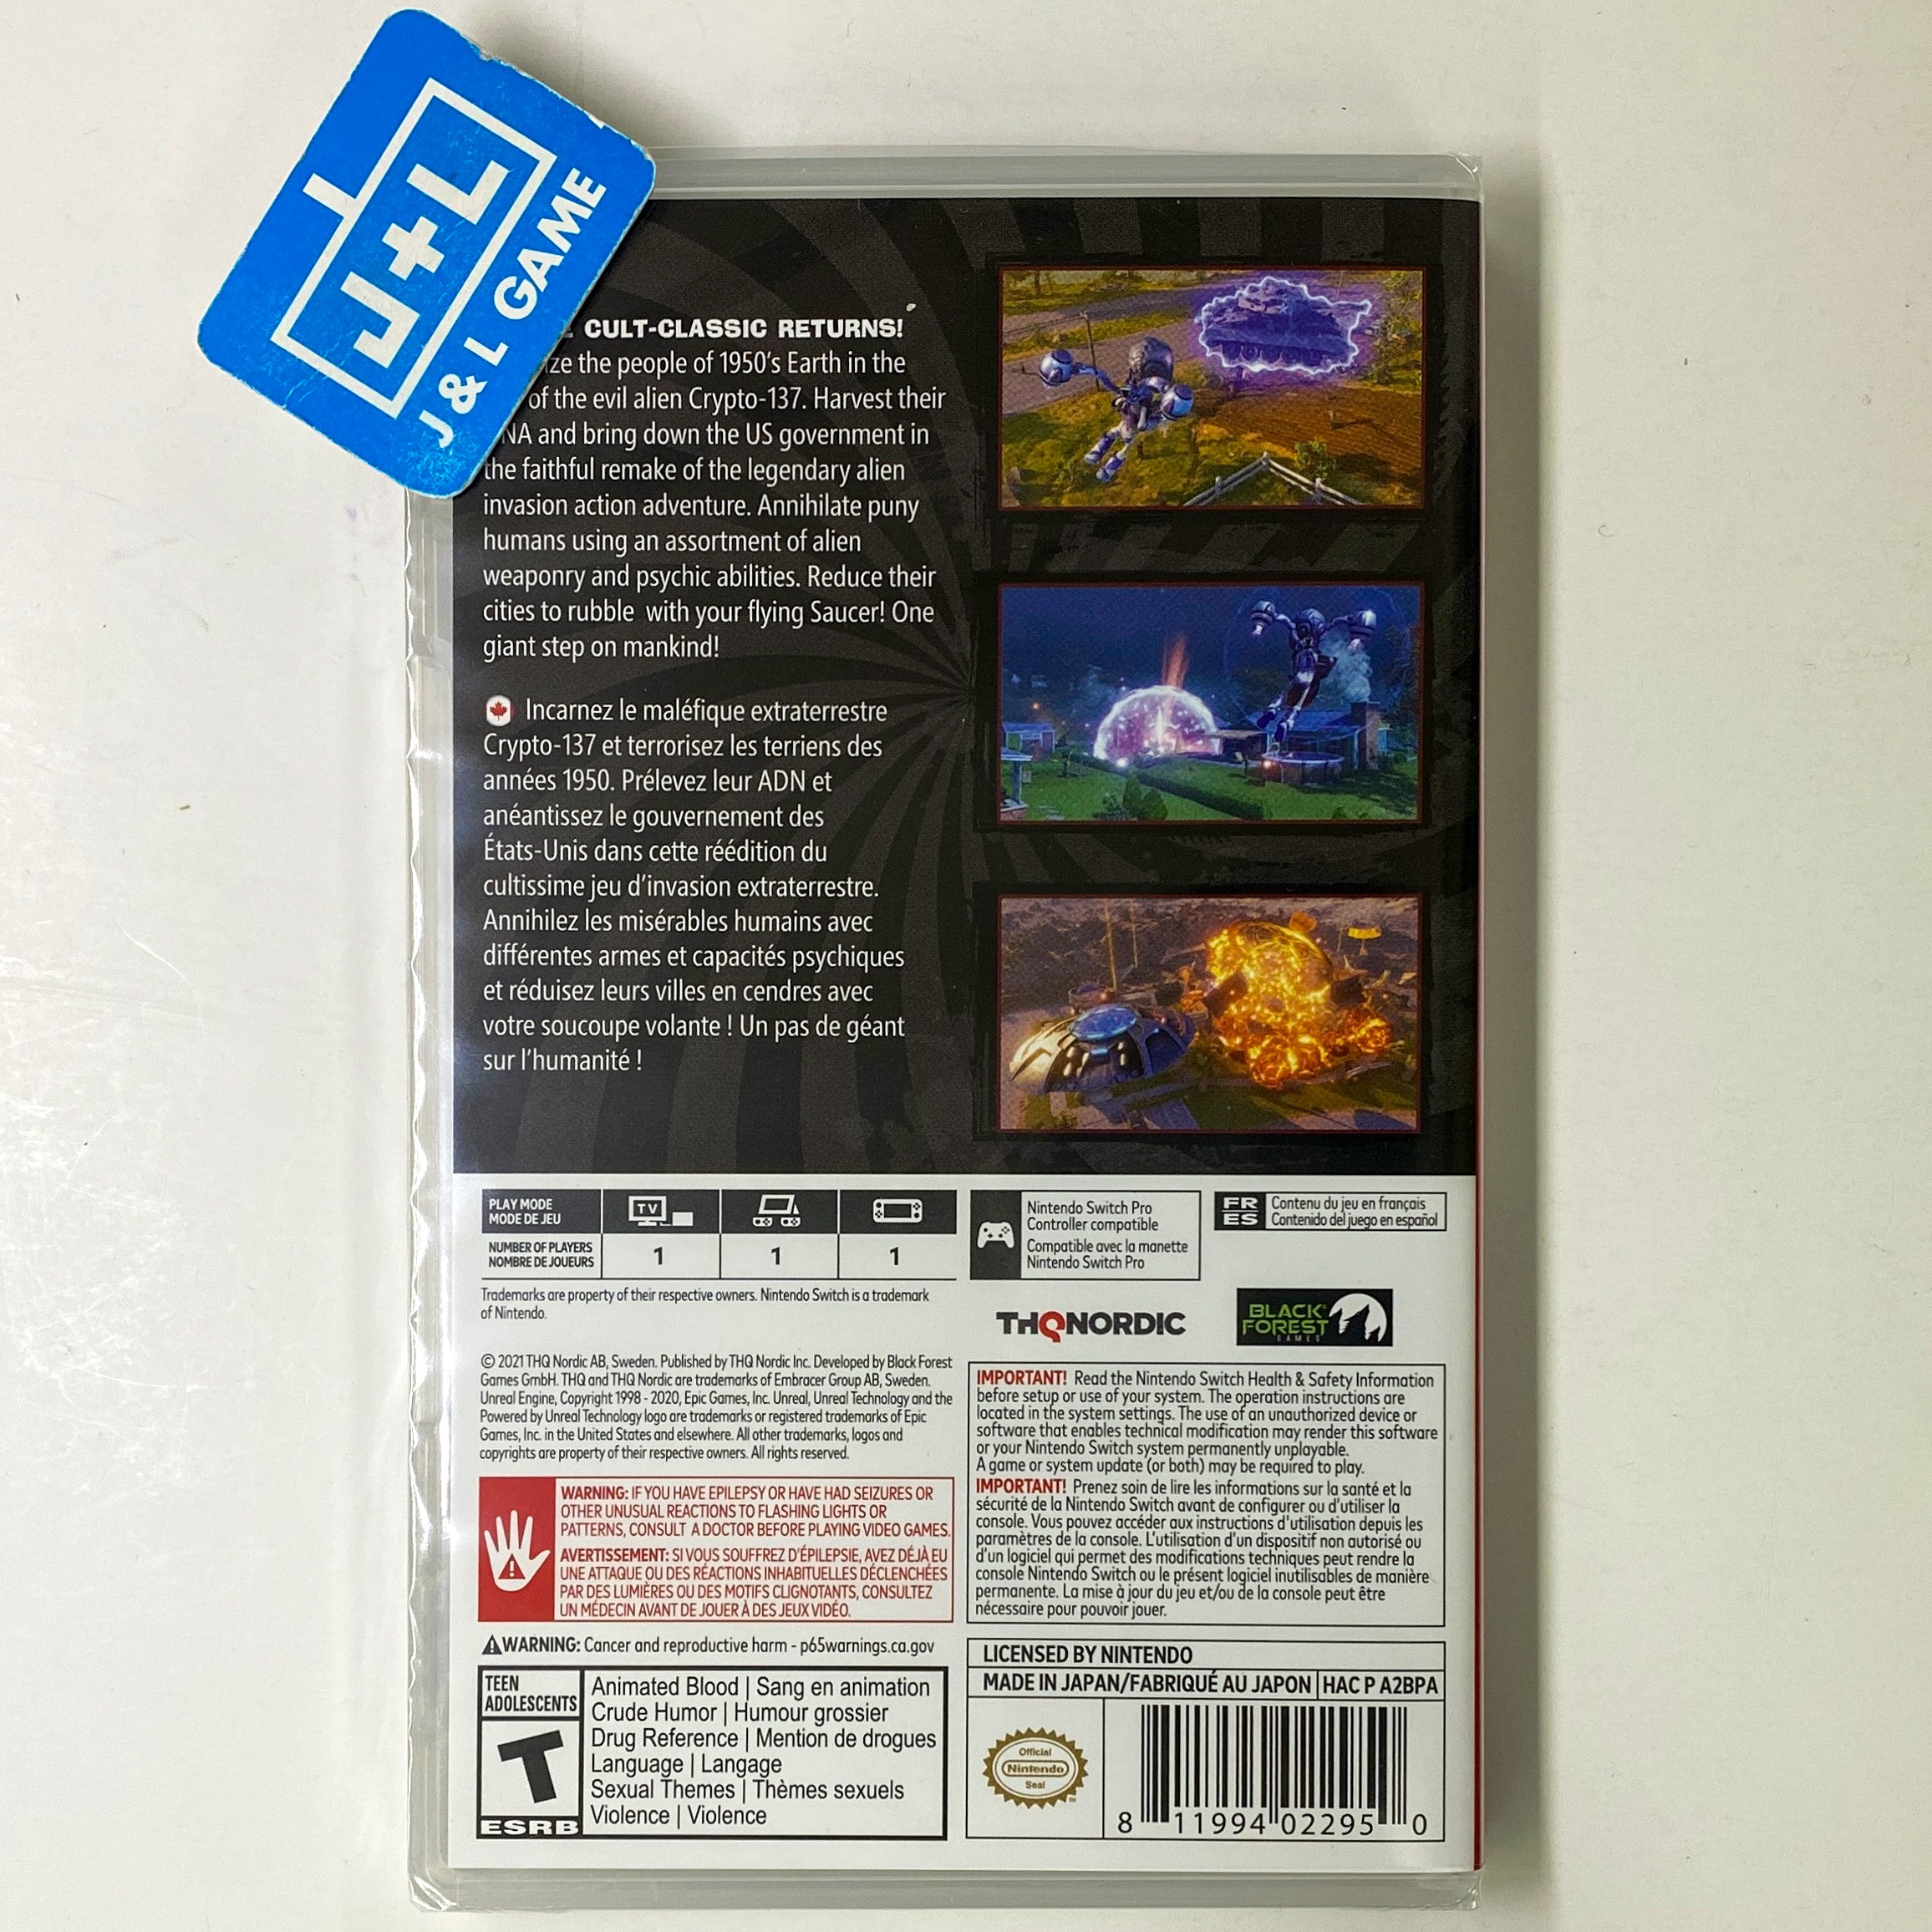 J+L
J & L GAME
CULT-CLASSIC RETURNS!
the people of 1950's Earth in the
of the evil alien Crypto-137. Harvest their
and bring down the US government in
the faithful remake of the legendary alien
invasion action adventure. Annihilate puny
humans using an assortment of alien
weaponry and psychic abilities. Reduce their
cities to rubble with your flying Saucer! One
giant step on mankind!
Incarnez le maléfique extraterrestre
Crypto-137 et terrorisez les terriens des
années 1950. Prélevez leur ADN et
anéantissez le gouvernement des
États-Unis dans cette réédition du
cultissime jeu d'invasion extraterrestre.
Annihilez les misérables humains avec
différentes armes et capacités psychiques
et réduisez leurs villes en cendres avec
votre soucoupe volante ! Un pas de géant
sur l'humanité !
PLAY MODE
MODE DE JEU
TV
NUMBER OF PLAYERS
NOMBRE DE JOUEURS
1 1 1
Nintendo Switch Pro
Controller compatible
Compatible avec la manette
Nintendo Switch Pro
FR
ES
Contenu du jeu en français
Contenido del juego en español
Trademarks are property of their respective owners. Nintendo Switch is a trademark
of Nintendo.
THQNORDIC
BLACK
FOREST
GAMES
© 2021 THQ Nordic AB, Sweden. Published by THQ Nordic Inc. Developed by Black Forest
Games GmbH. THQ and THQ Nordic are trademarks of Embracer Group AB, Sweden.
Unreal Engine, Copyright 1998 - 2020, Epic Games, Inc. Unreal, Unreal Technology and the
Powered by Unreal Technology logo are trademarks or registered trademarks of Epic
Games, Inc. in the United States and elsewhere. All other trademarks, logos and
copyrights are property of their respective owners. All rights reserved.
IMPORTANT! Read the Nintendo Switch Health & Safety Information
before setup or use of your system. The operation instructions are
located in the system settings. The use of an unauthorized device or
software that enables technical modification may render this software
or your Nintendo Switch system permanently unplayable.
A game or system update (or both) may be required to play.
IMPORTANT! Prenez soin de lire les informations sur la santé et la
sécurité de la Nintendo Switch avant de configurer ou d'utiliser la
console. Vous pouvez accéder aux instructions d'utilisation depuis les
paramètres de la console. L'utilisation d'un dispositif non autorisé ou
d'un logiciel qui permet des modifications techniques peut rendre la
console Nintendo Switch ou le présent logiciel inutilisables de manière
permanente. La mise à jour du jeu et/ou de la console peut être
nécessaire pour pouvoir jouer.
WARNING: IF YOU HAVE EPILEPSY OR HAVE HAD SEIZURES OR
OTHER UNUSUAL REACTIONS TO FLASHING LIGHTS OR
PATTERNS, CONSULT A DOCTOR BEFORE PLAYING VIDEO GAMES.
AVERTISSEMENT: SI VOUS SOUFFREZ D'ÉPILEPSIE, AVEZ DÉJÀ EU
UNE ATTAQUE OU DES RÉACTIONS INHABITUELLES DÉCLENCHÉES
PAR DES LUMIÈRES OU DES MOTIFS CLIGNOTANTS, CONSULTEZ
UN MÉDECIN AVANT DE JOUER À DES JEUX VIDÉO.
WARNING: Cancer and reproductive harm - p65warnings.ca.gov
TEEN
ADOLESCENTS
T
ESRB
Animated Blood | Sang en animation
Crude Humor | Humour grossier
Drug Reference | Mention de drogues
Language | Langage
Sexual Themes | Thèmes sexuels
Violence | Violence
LICENSED BY NINTENDO
MADE IN JAPAN/FABRIQUÉ AU JAPON HAC P A2BPA
Official
Nintendo
Seal
8 11994 02295 0